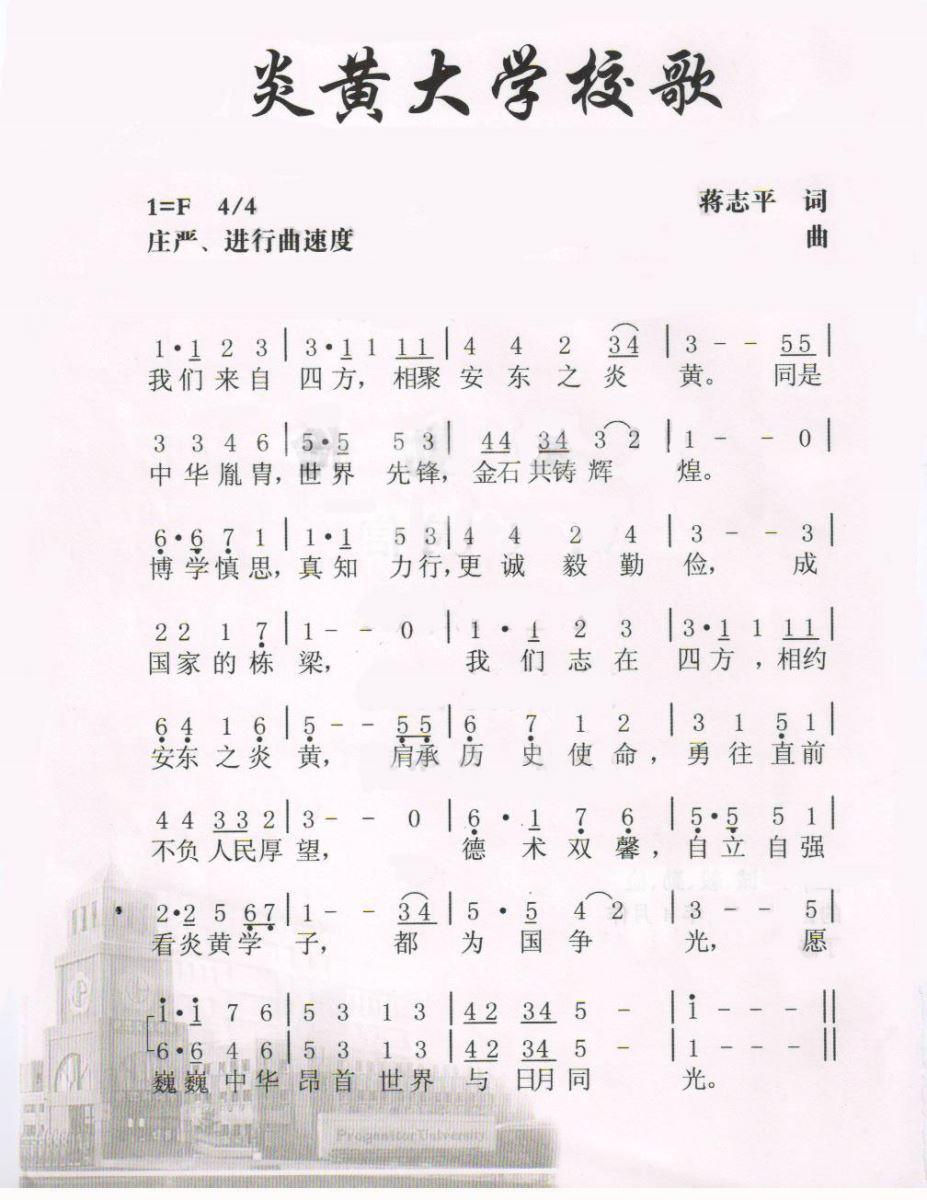 炎黄大学校歌
1=F 4/4
蒋志平 词
庄严、进行曲速度
曲
1·1 2 3 | 3·1 1 11 | 4 4 2 34 | 3 - - 55 |
我们来自 四方，相聚 安东之炎 黄。 同是
3 3 4 6 | 5·5 5 3 | 44 34 3 2 | 1 - - 0 |
中华胤胄，世界 先锋，金石共铸辉 煌。
6·6 7 1 | 1·1 5 3 | 4 4 2 4 | 3 - - 3 |
博学慎思，真知 力行，更诚毅勤 俭， 成
2 2 1 7 | 1 - - 0 | 1·1 2 3 | 3·1 1 11 |
国家的栋 梁， 我们志在 四方，相约
6 4 1 6 | 5 - - 55 | 6 7 1 2 | 3 1 5 1 |
安东之炎 黄， 肩承 历史使命，勇往直前
4 4 33 2 | 3 - - 0 | 6·1 7 6 | 5·5 5 1 |
不负人民厚 望， 德术双馨，自立自强
2·2 5 67 | 1 - - 34 | 5·5 4 2 | 3 - - 5 |
看炎黄学 子， 都 为国争 光， 愿
1·1 7 6 | 5 3 1 3 | 42 34 5 - | 1 - - - ‖
6·6 4 6 | 5 3 1 3 | 42 34 5 - | 1 - - - ‖
巍巍中华 昂首世界 与日月同 光。
Progenitor University